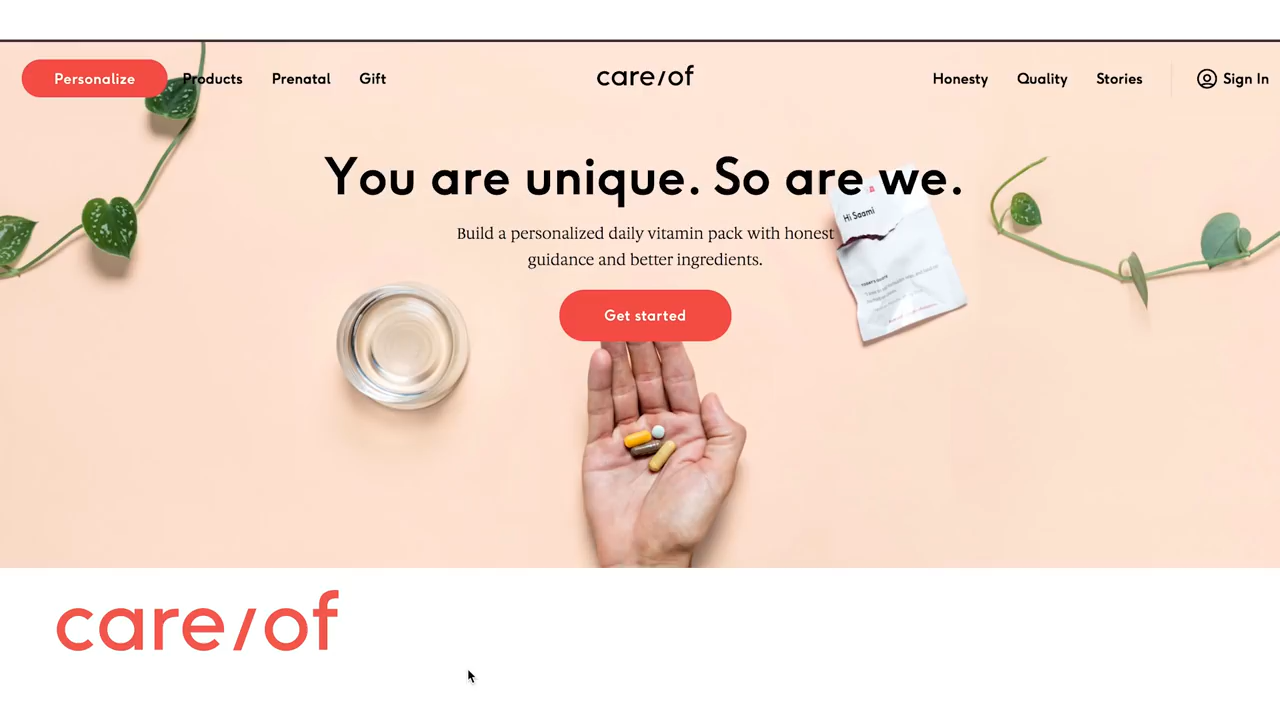 Personalize
Products
Prenatal
Gift
care/of
Honesty
Quality
Stories
Sign In
You are unique. So are we.
Hi Saami
Build a personalized daily vitamin pack with honest
guidance and better ingredients.
Get started
care/of